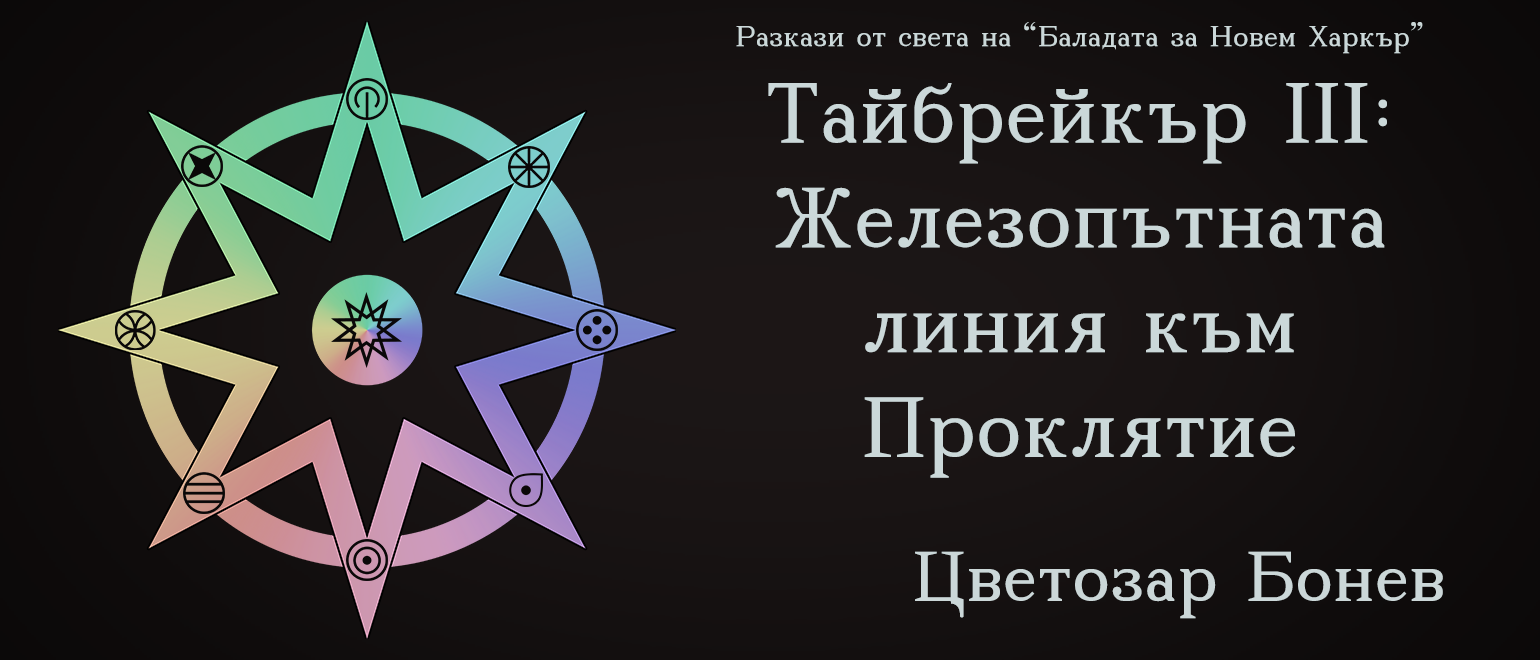 Разкази от света на “Баладата за Новем Харкър”
Тайбрейкър III:
Железопътната
линия към
Проклятие
Цветозар Бонев